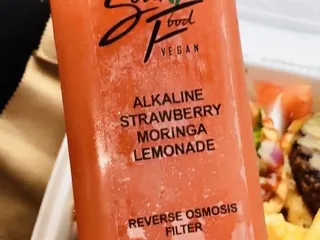 Food
VEGAN
ALKALINE
STRAWBERRY
MORINGA
LEMONADE
REVERSE OSMOSIS
FILTER